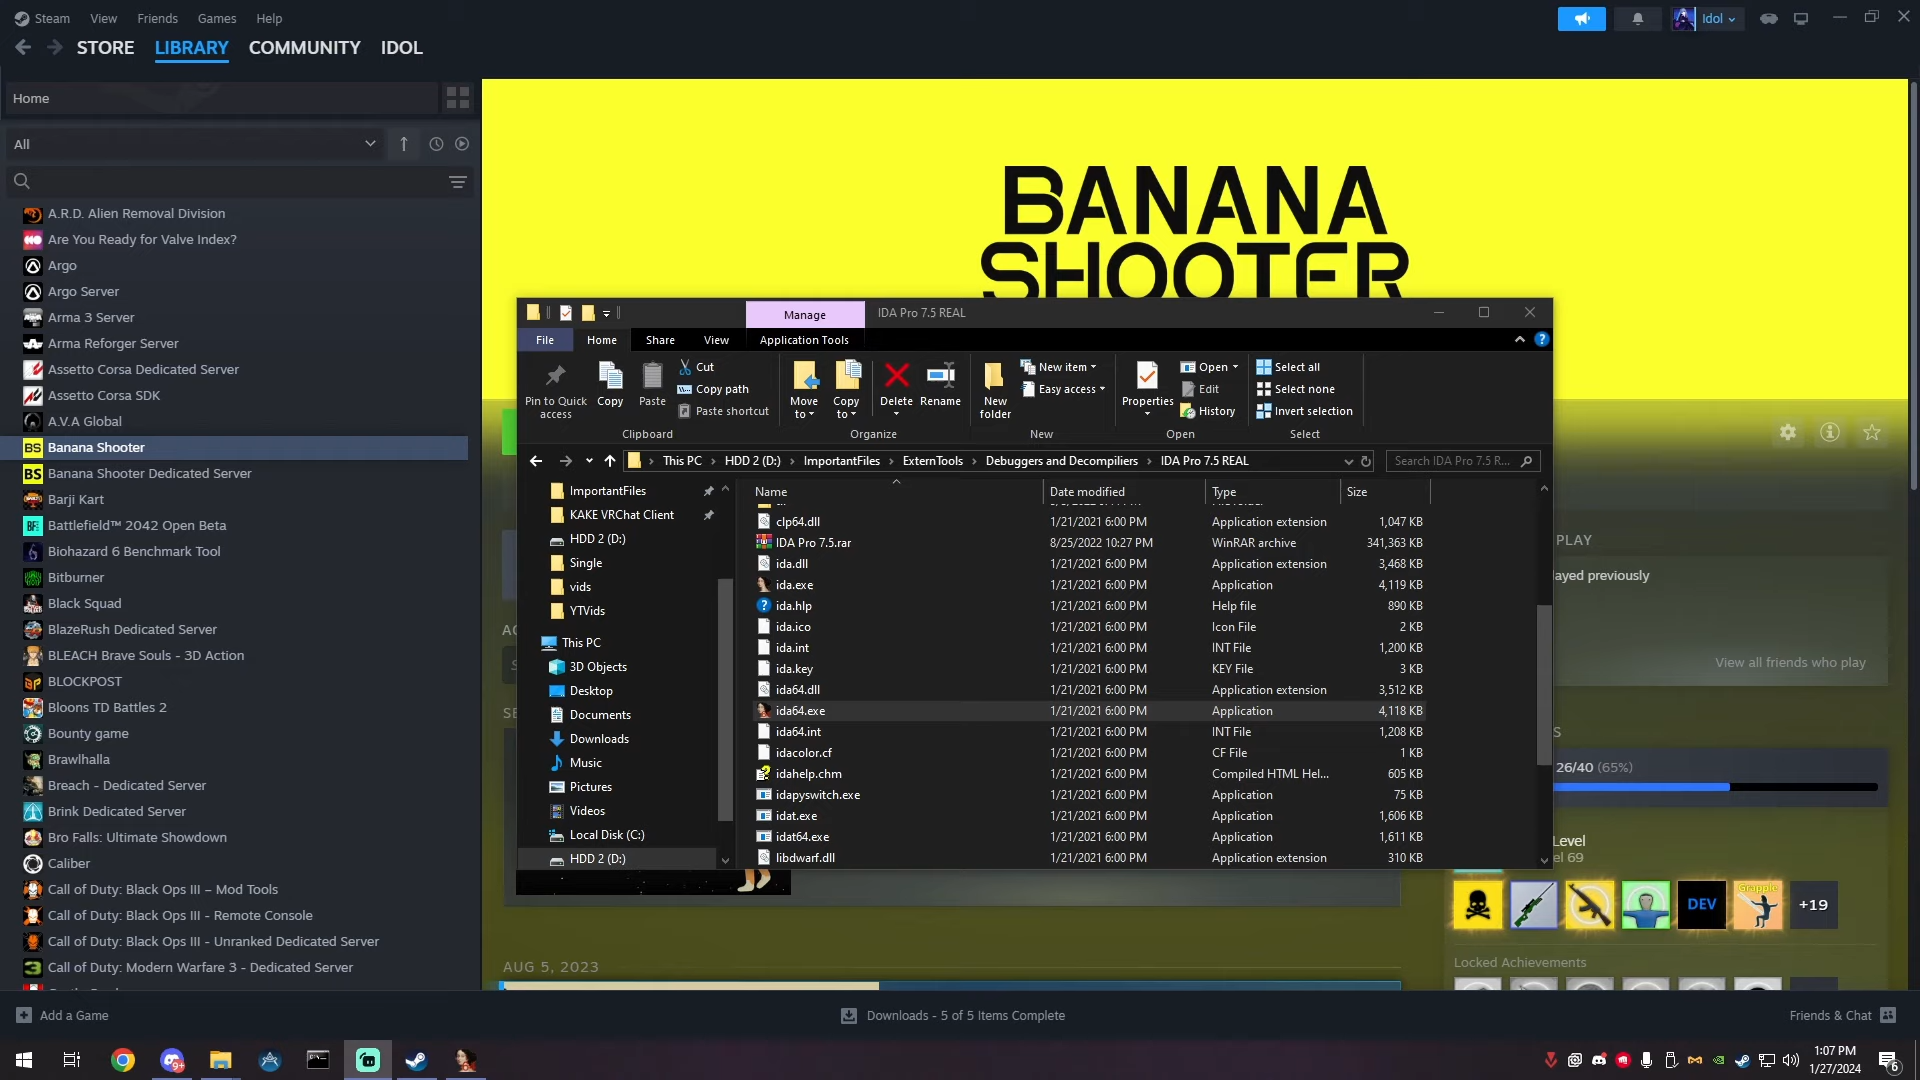 Steam View Friends Games Help
Idol
STORE LIBRARY COMMUNITY IDOL
Home
All
A.R.D. Alien Removal Division
Are You Ready for Valve Index?
Argo
Argo Server
Arma 3 Server
Arma Reforger Server
Assetto Corsa Dedicated Server
Assetto Corsa SDK
A.V.A Global
BS Banana Shooter
BS Banana Shooter Dedicated Server
Barji Kart
Battlefield™ 2042 Open Beta
Biohazard 6 Benchmark Tool
Bitburner
Black Squad
BlazeRush Dedicated Server
BLEACH Brave Souls - 3D Action
BLOCKPOST
Bloons TD Battles 2
Bounty game
Brawlhalla
Breach - Dedicated Server
Brink Dedicated Server
Bro Falls: Ultimate Showdown
Caliber
Call of Duty: Black Ops III – Mod Tools
Call of Duty: Black Ops III - Remote Console
Call of Duty: Black Ops III - Unranked Dedicated Server
Call of Duty: Modern Warfare 3 - Dedicated Server
BANANA
SHOOTER
Manage IDA Pro 7.5 REAL
File Home Share View Application Tools
Pin to Quick access
Copy
Paste
Cut
Copy path
Paste shortcut
Move to
Copy to
Delete
Rename
New folder
New item
Easy access
Properties
Open
Edit
History
Select all
Select none
Invert selection
Clipboard Organize New Open Select
This PC HDD 2 (D:) ImportantFiles ExternTools Debuggers and Decompiliers IDA Pro 7.5 REAL
Search IDA Pro 7.5 R...
ImportantFiles
KAKE VRChat Client
HDD 2 (D:)
Single
vids
YTVids
This PC
3D Objects
Desktop
Documents
Downloads
Music
Pictures
Videos
Local Disk (C:)
HDD 2 (D:)
Name Date modified Type Size
clp64.dll 1/21/2021 6:00 PM Application extension 1,047 KB
IDA Pro 7.5.rar 8/25/2022 10:27 PM WinRAR archive 341,363 KB
ida.dll 1/21/2021 6:00 PM Application extension 3,468 KB
ida.exe 1/21/2021 6:00 PM Application 4,119 KB
ida.hlp 1/21/2021 6:00 PM Help file 890 KB
ida.ico 1/21/2021 6:00 PM Icon File 2 KB
ida.int 1/21/2021 6:00 PM INT File 1,200 KB
ida.key 1/21/2021 6:00 PM KEY File 3 KB
ida64.dll 1/21/2021 6:00 PM Application extension 3,512 KB
ida64.exe 1/21/2021 6:00 PM Application 4,118 KB
ida64.int 1/21/2021 6:00 PM INT File 1,208 KB
idacolor.cf 1/21/2021 6:00 PM CF File 1 KB
idahelp.chm 1/21/2021 6:00 PM Compiled HTML Hel... 605 KB
idapyswitch.exe 1/21/2021 6:00 PM Application 75 KB
idat.exe 1/21/2021 6:00 PM Application 1,606 KB
idat64.exe 1/21/2021 6:00 PM Application 1,611 KB
libdwarf.dll 1/21/2021 6:00 PM Application extension 310 KB
PLAY
layed previously
View all friends who play
26/40 (65%)
Level
el 69
DEV
Grapple
+19
Locked Achievements
AUG 5, 2023
Add a Game
Downloads - 5 of 5 Items Complete
Friends & Chat
9+
1:07 PM
1/27/2024
6